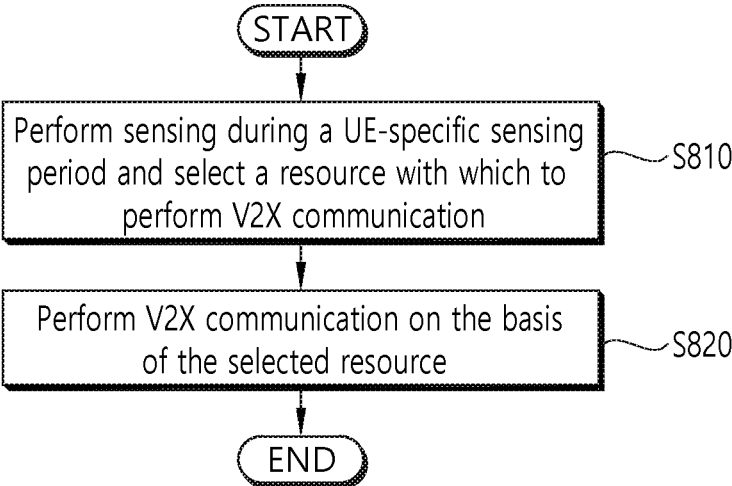 START
Perform sensing during a UE-specific sensing
period and select a resource with which to
perform V2X communication
S810
Perform V2X communication on the basis
of the selected resource
S820
END